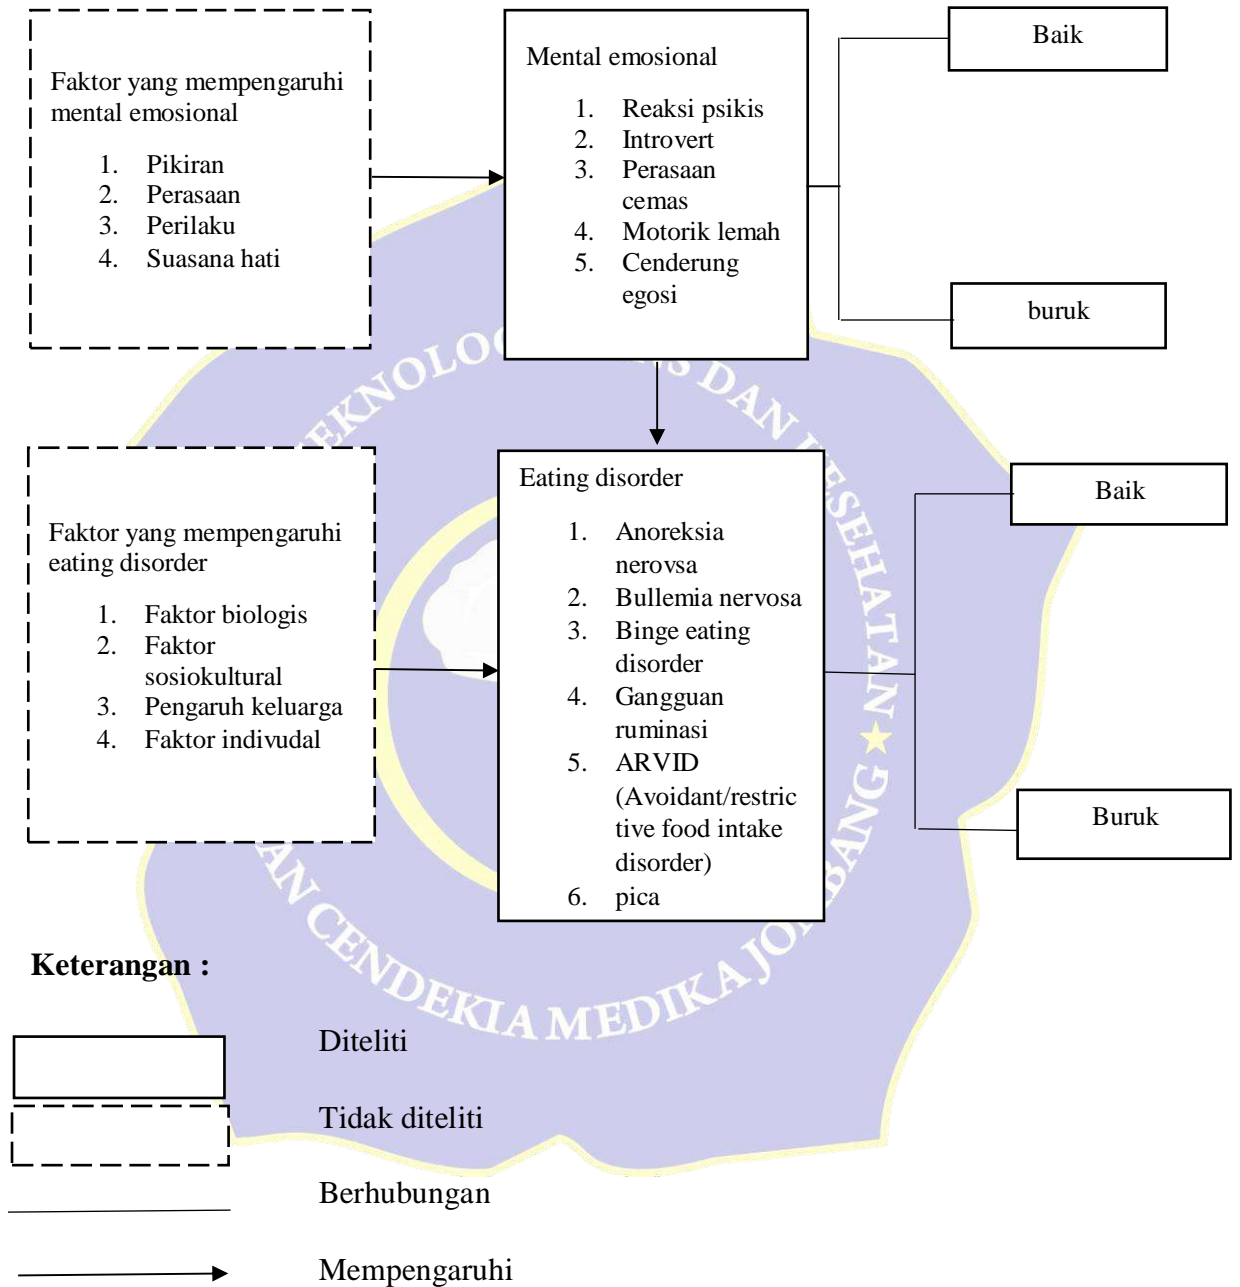 Faktor yang mempengaruhi
mental emosional
1. Pikiran
2. Perasaan
3. Perilaku
4. Suasana hati
Mental emosional
1. Reaksi psikis
2. Introvert
3. Perasaan
cemas
4. Motorik lemah
5. Cenderung
egosi
Baik
buruk
Faktor yang mempengaruhi
eating disorder
1. Faktor biologis
2. Faktor
sosiokultural
3. Pengaruh keluarga
4. Faktor indivudal
Eating disorder
1. Anoreksia
nerovsa
2. Bullemia nervosa
3. Binge eating
disorder
4. Gangguan
ruminasi
5. ARVID
(Avoidant/restric
tive food intake
disorder)
6. pica
Baik
Buruk
DAN KESEHATAN
CENDEKIA MEDIKA
Keterangan :
Diteliti
Tidak diteliti
Berhubungan
Mempengaruhi